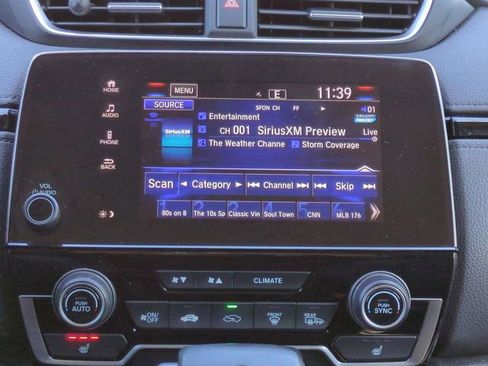 HOME
AUDIO
PHONE
BACK
VOL
AUDIO
MENU
E
11:39
SOURCE
SFON CH FF
01
Entertainment
SiriusXM
CH 001 SiriusXM Preview
Live
The Weather Channe
Storm Coverage
Scan
Category
Channel
Skip
80s on 8
The 10s Sp
Classic Vin
Soul Town
CNN
MLB 176
CLIMATE
PUSH
AUTO
ON/
OFF
FRONT
REAR
PUSH
SYNC